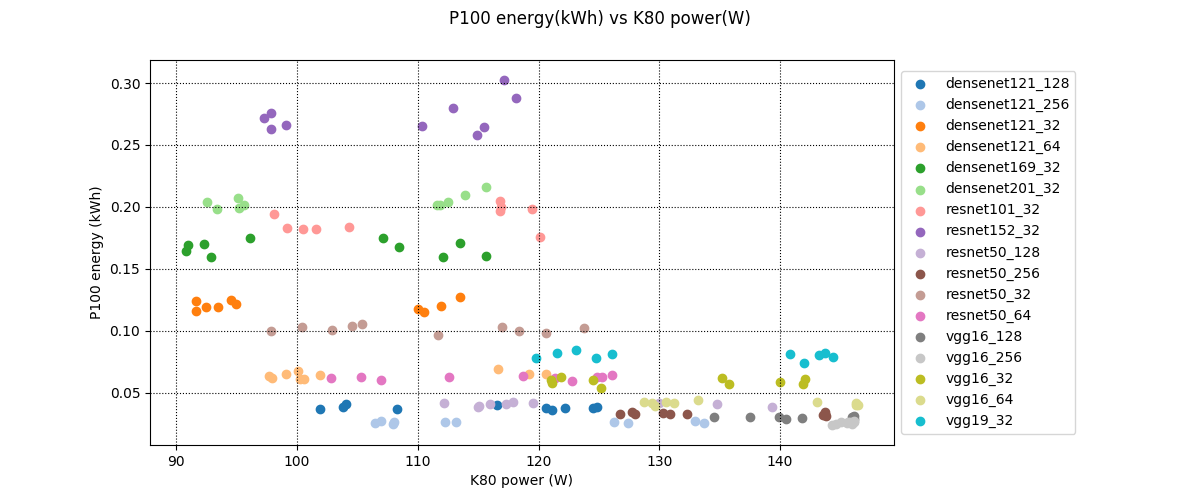 P100 energy(kWh) vs K80 power(W)
0.30
0.25
0.20
0.15
0.10
0.05
P100 energy (kWh)
90
100
110
120
130
140
K80 power (W)
densenet121_128
densenet121_256
densenet121_32
densenet121_64
densenet169_32
densenet201_32
resnet101_32
resnet152_32
resnet50_128
resnet50_256
resnet50_32
resnet50_64
vgg16_128
vgg16_256
vgg16_32
vgg16_64
vgg19_32